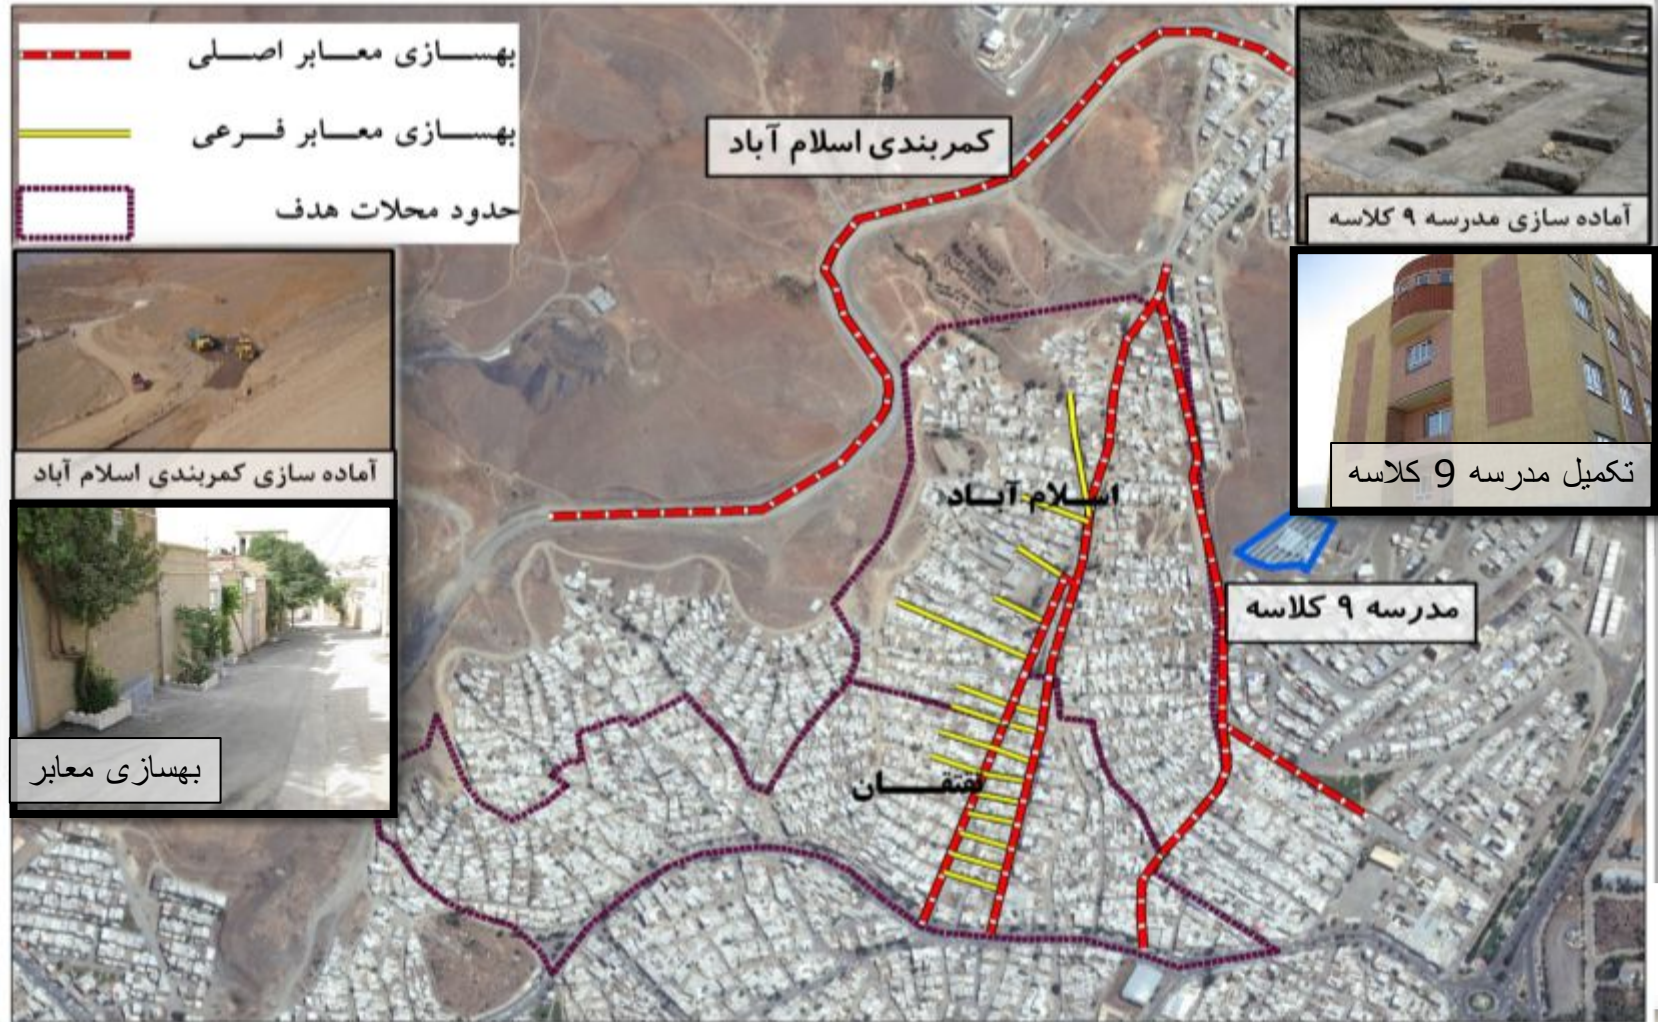 بهسازی معابر اصلی
بهسازی معابر فرعی
حدود محلات هدف
کمربندی اسلام آباد
آماده سازی مدرسه ۹ کلاسه
تکمیل مدرسه 9 کلاسه
آماده سازی کمربندی اسلام آباد
اسلام آباد
مدرسه ۹ کلاسه
بهسازی معابر